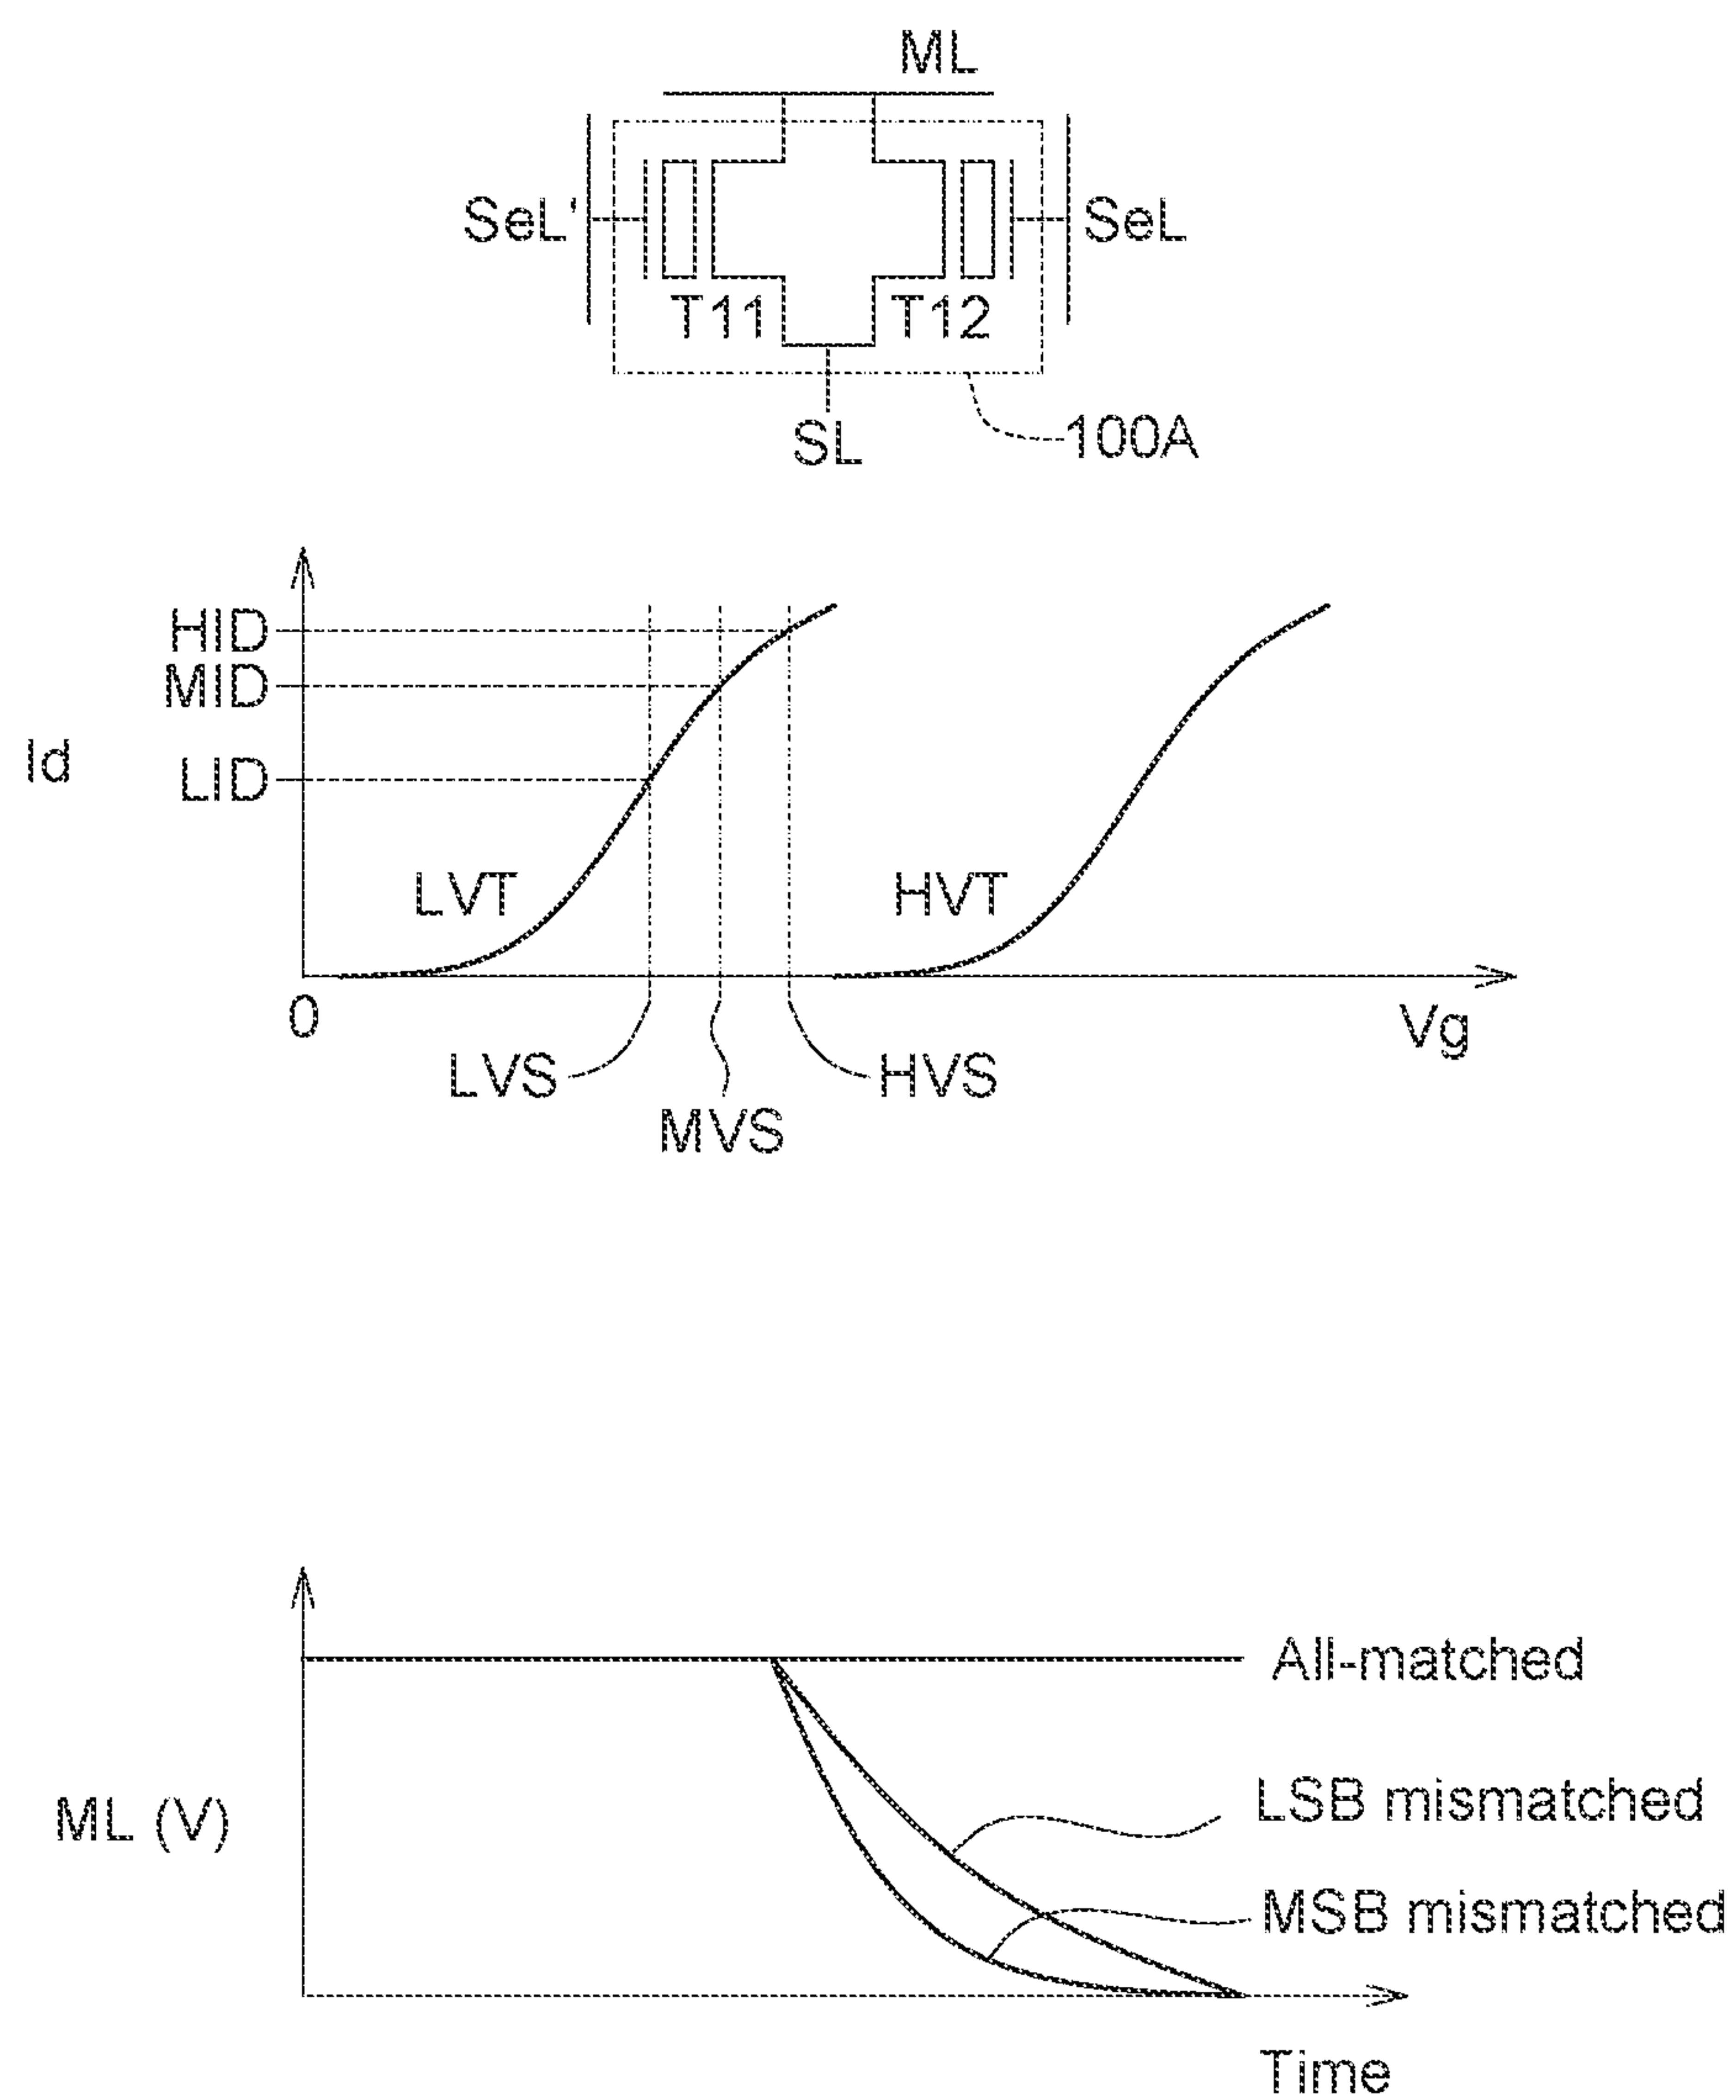 ML
SeL' SeL
T11 T12
SL 100A
HID
MID
Id
LID
LVT HVT
0 Vg
LVS HVS
MVS
All-matched
LSB mismatched
ML (V)
MSB mismatched
Time